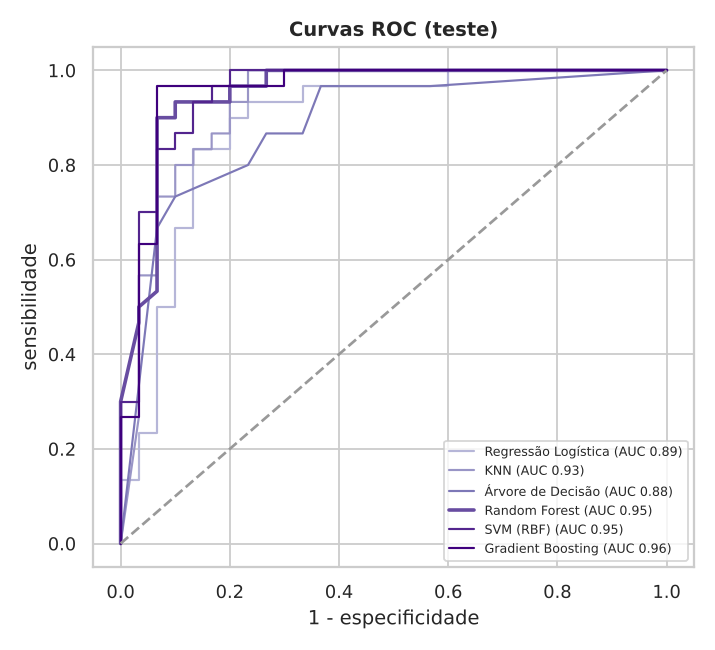 Curvas ROC (teste)
1.0
0.8
0.6
0.4
0.2
0.0
sensibilidade
Regressão Logística (AUC 0.89)
KNN (AUC 0.93)
Árvore de Decisão (AUC 0.88)
Random Forest (AUC 0.95)
SVM (RBF) (AUC 0.95)
Gradient Boosting (AUC 0.96)
0.0 0.2 0.4 0.6 0.8 1.0
1 - especificidade